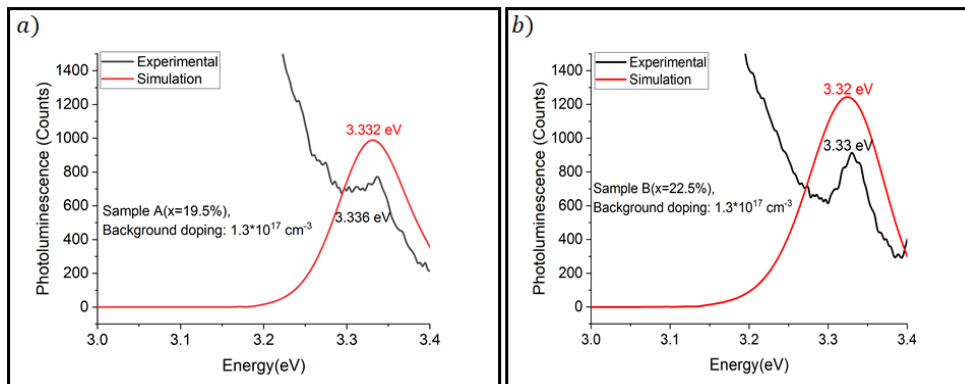 a)
Experimental
Simulation
3.332 eV
3.336 eV
Sample A(x=19.5%),
Background doping: 1.3*10¹⁷ cm⁻³
Photoluminescence (Counts)
1400
1200
1000
800
600
400
200
0
3.0
3.1
3.2
3.3
3.4
Energy(eV)
b)
Experimental
Simulation
3.32 eV
3.33 eV
Sample B(x=22.5%),
Background doping: 1.3*10¹⁷ cm⁻³
Photoluminescence (Counts)
1400
1200
1000
800
600
400
200
0
3.0
3.1
3.2
3.3
3.4
Energy(eV)